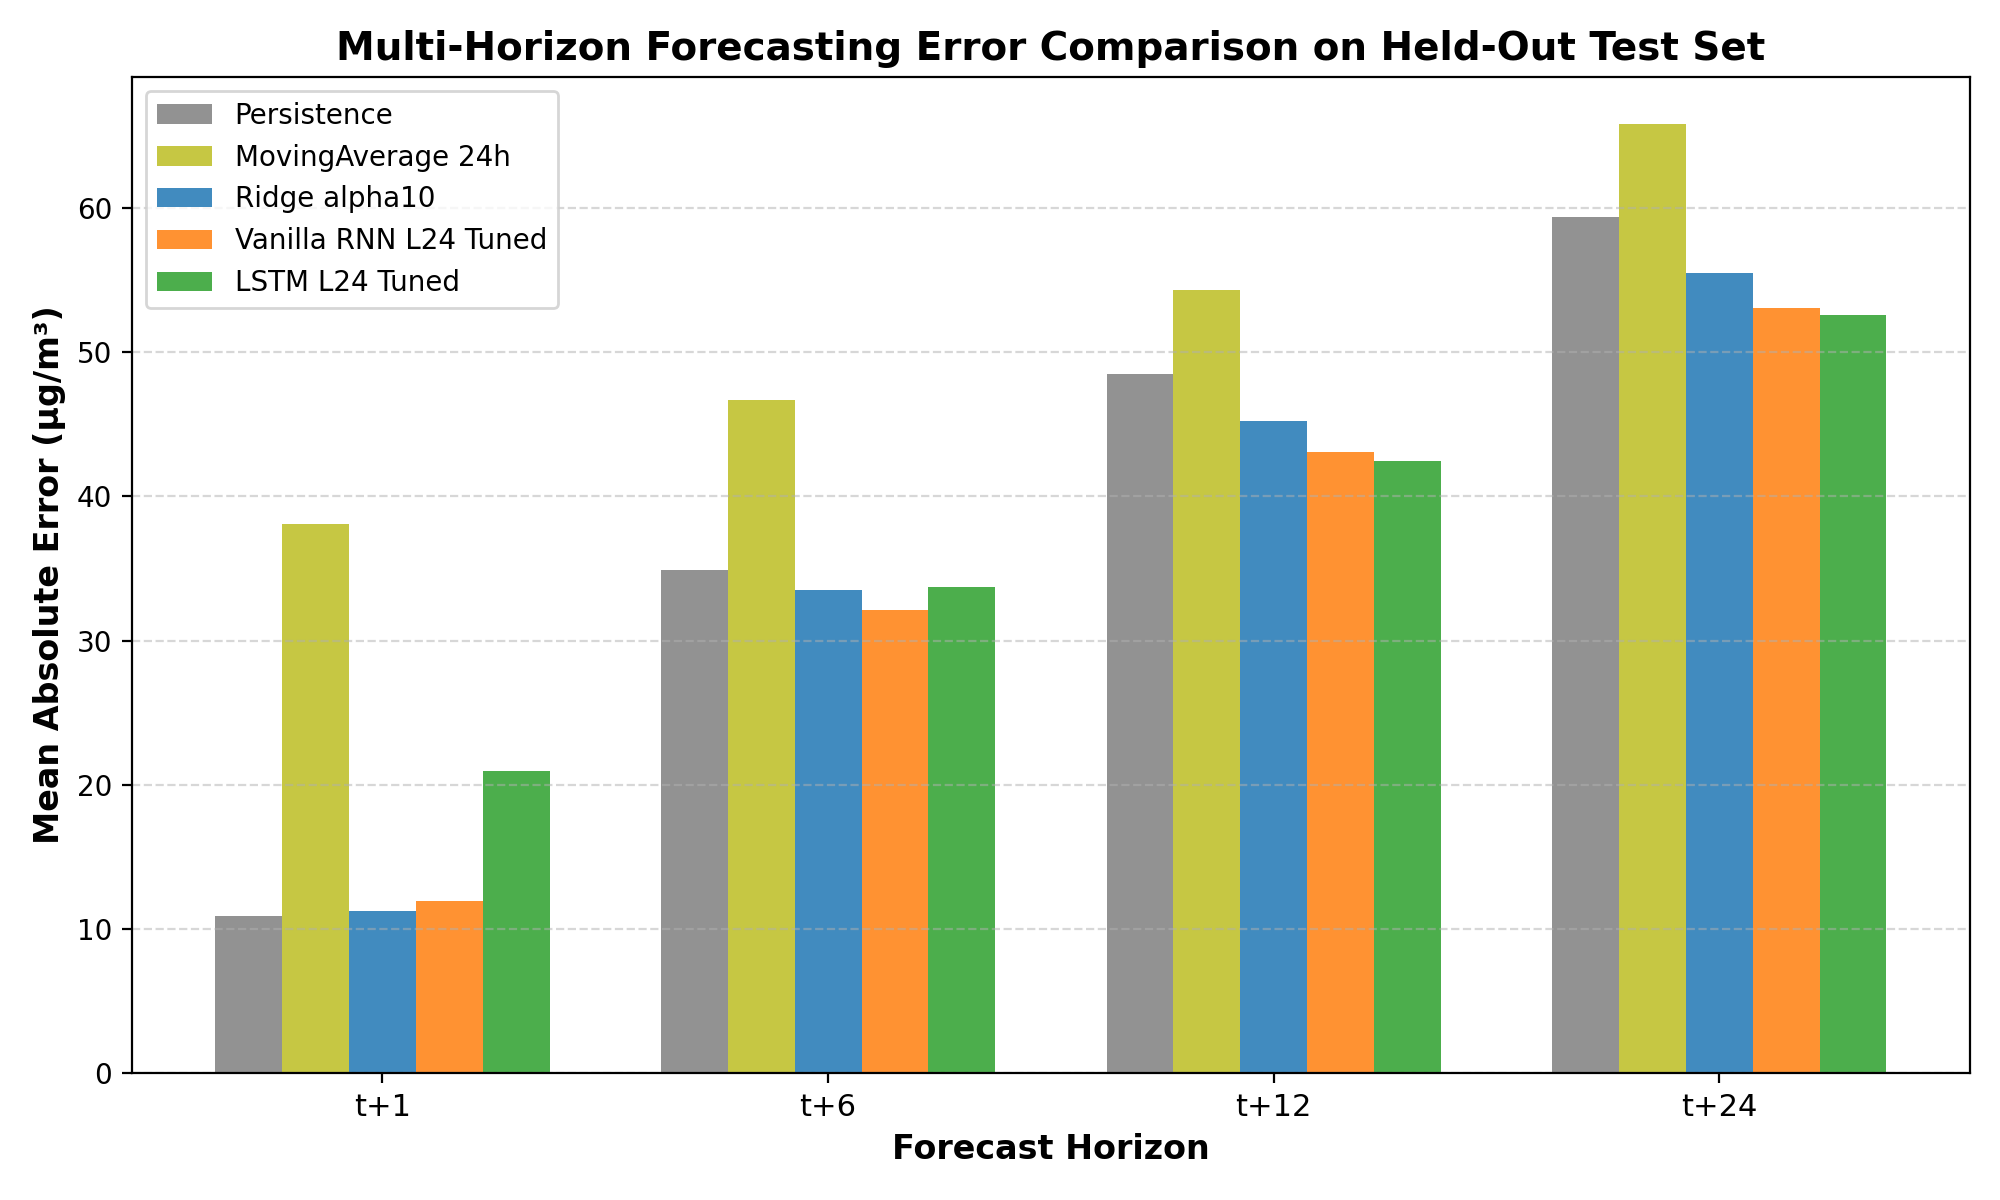 Multi-Horizon Forecasting Error Comparison on Held-Out Test Set
Persistence
MovingAverage 24h
Ridge alpha10
Vanilla RNN L24 Tuned
LSTM L24 Tuned
Mean Absolute Error (µg/m³)
60
50
40
30
20
10
0
t+1
t+6
t+12
t+24
Forecast Horizon